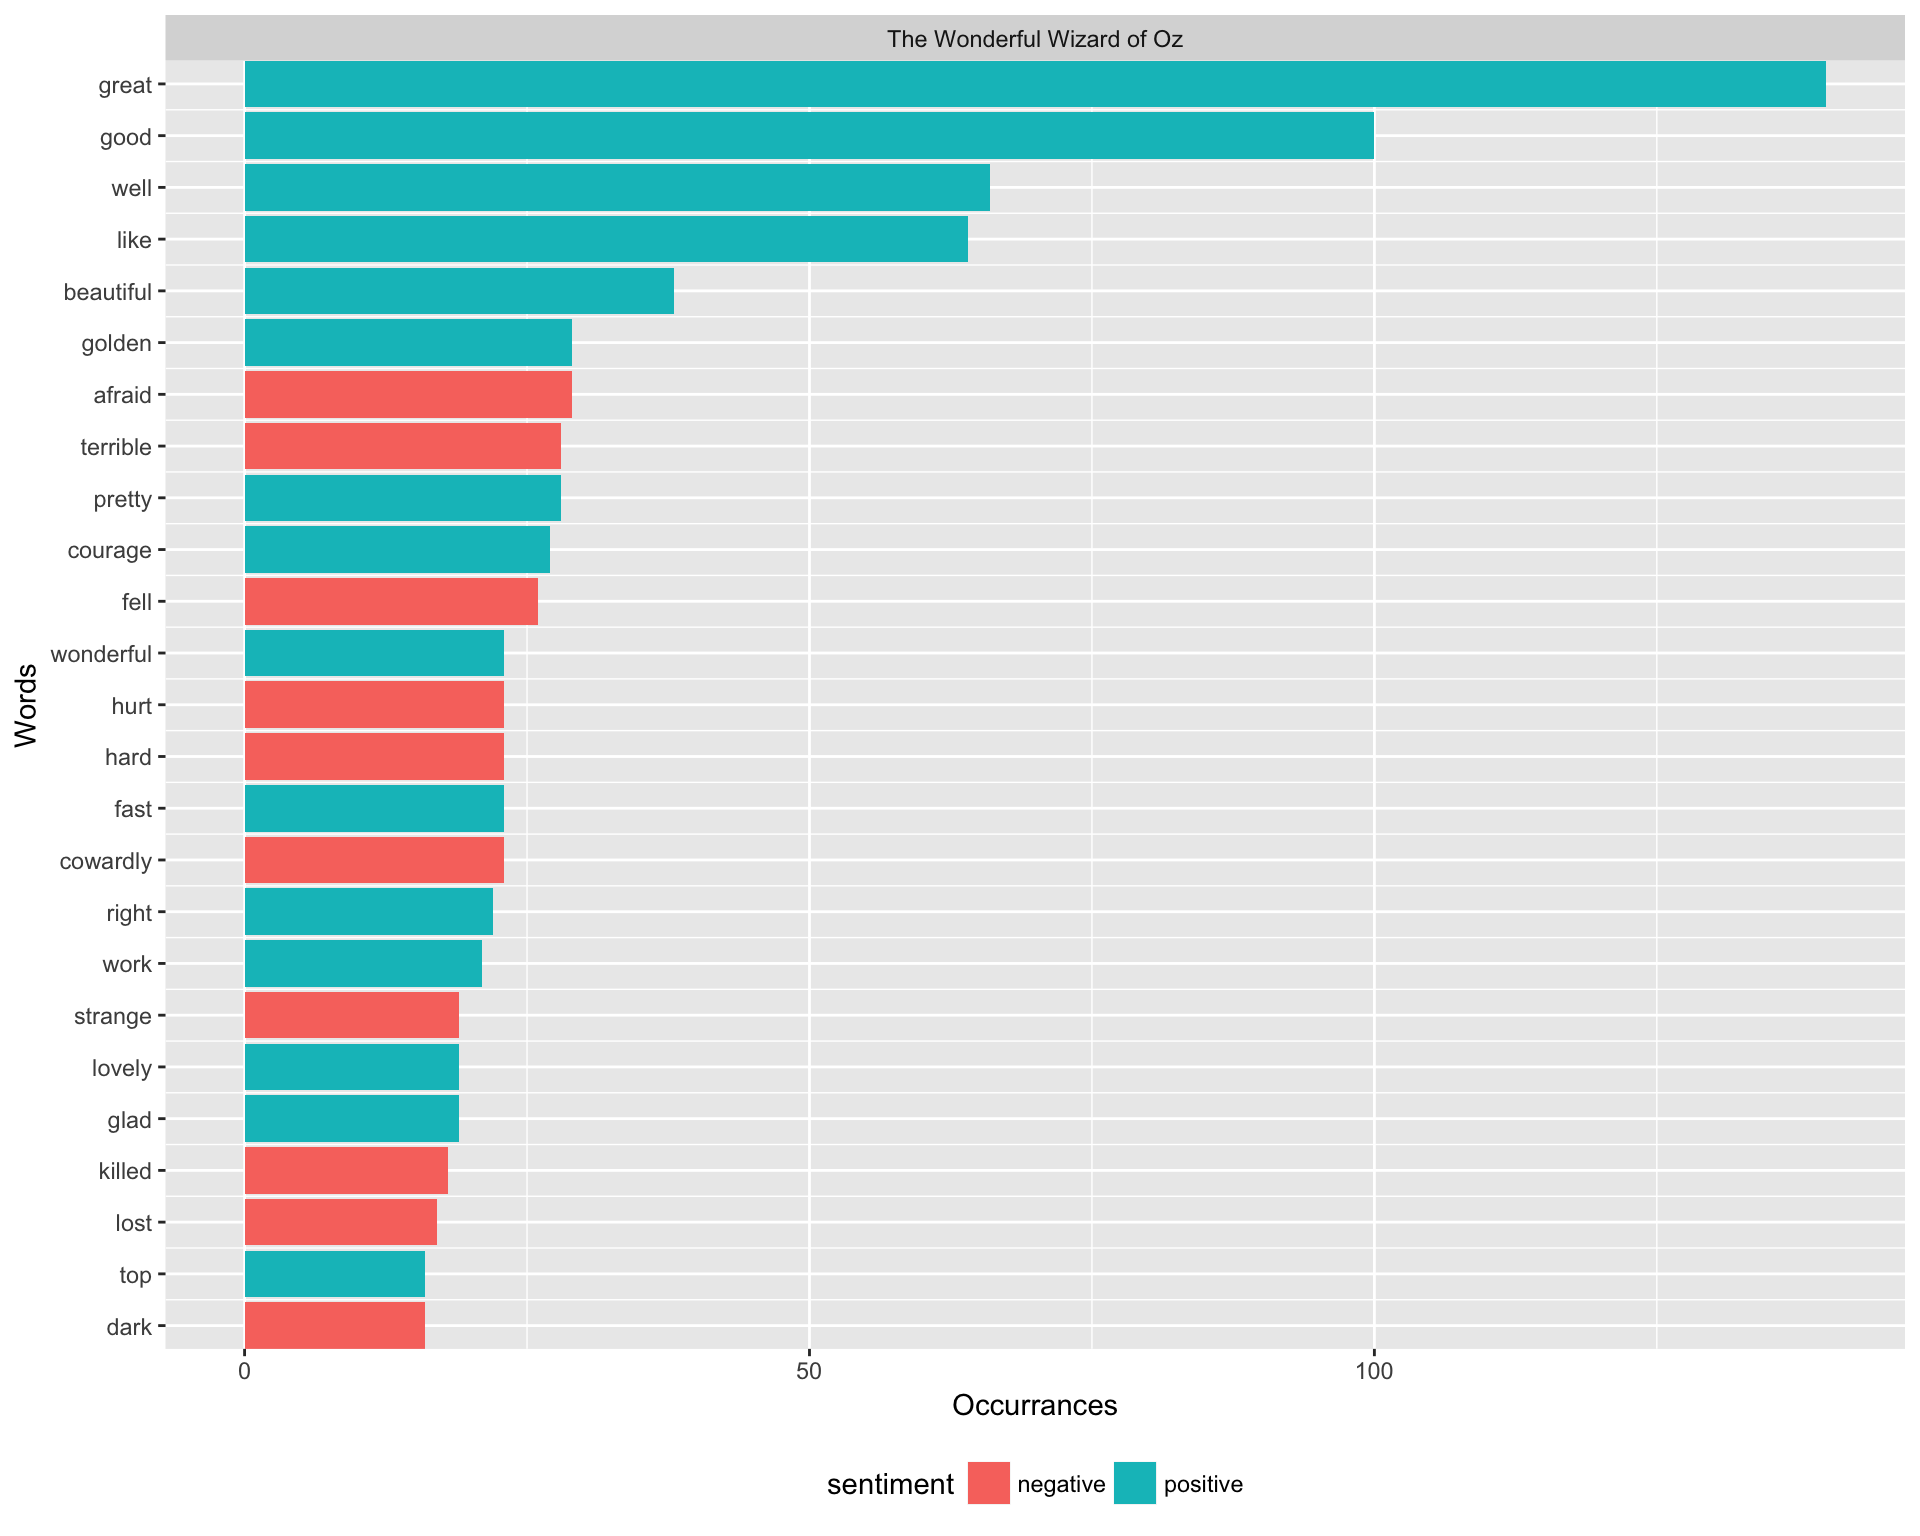 The Wonderful Wizard of Oz
great
good
well
like
beautiful
golden
afraid
terrible
pretty
courage
fell
wonderful
hurt
hard
fast
cowardly
right
work
strange
lovely
glad
killed
lost
top
dark
Words
0 50 100
Occurrances
sentiment negative positive